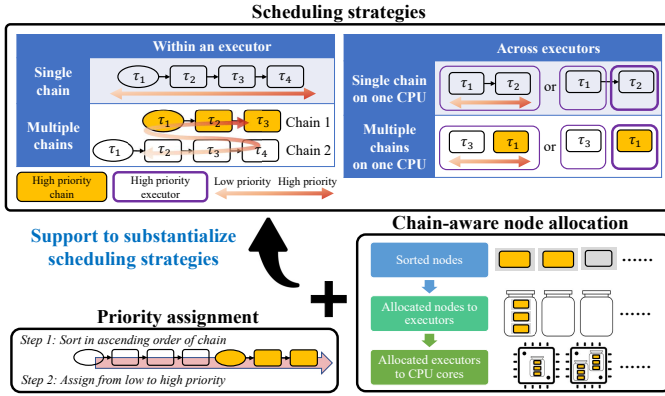 Scheduling strategies
Within an executor
Single
chain
τ1 τ2 τ3 τ4
Multiple
chains
τ1 τ2 τ3 Chain 1
τ1 τ2 τ3 τ4 Chain 2
High priority
chain
High priority
executor
Low priority High priority
Across executors
Single chain
on one CPU
τ1 τ2 or τ1 τ2
Multiple
chains
on one CPU
τ3 τ1 or τ3 τ1
Support to substantialize
scheduling strategies
Priority assignment
Step 1: Sort in ascending order of chain
Step 2: Assign from low to high priority
+
Chain-aware node allocation
Sorted nodes
......
Allocated nodes to
executors
......
Allocated executors
to CPU cores
......